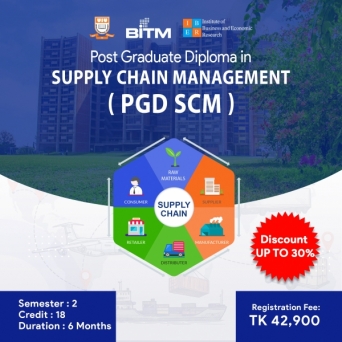 BITM
IBER
Institute of
Business and Economic
Research
Post Graduate Diploma in
SUPPLY CHAIN MANAGEMENT
( PGD SCM )
RAW
MATERIALS
CONSUMER
SUPPLIER
SUPPLY
CHAIN
RETAILER
MANUFACTURER
DISTRIBUTER
Discount
UP TO 30%
Semester : 2
Credit : 18
Duration : 6 Months
Registration Fee:
TK 42,900